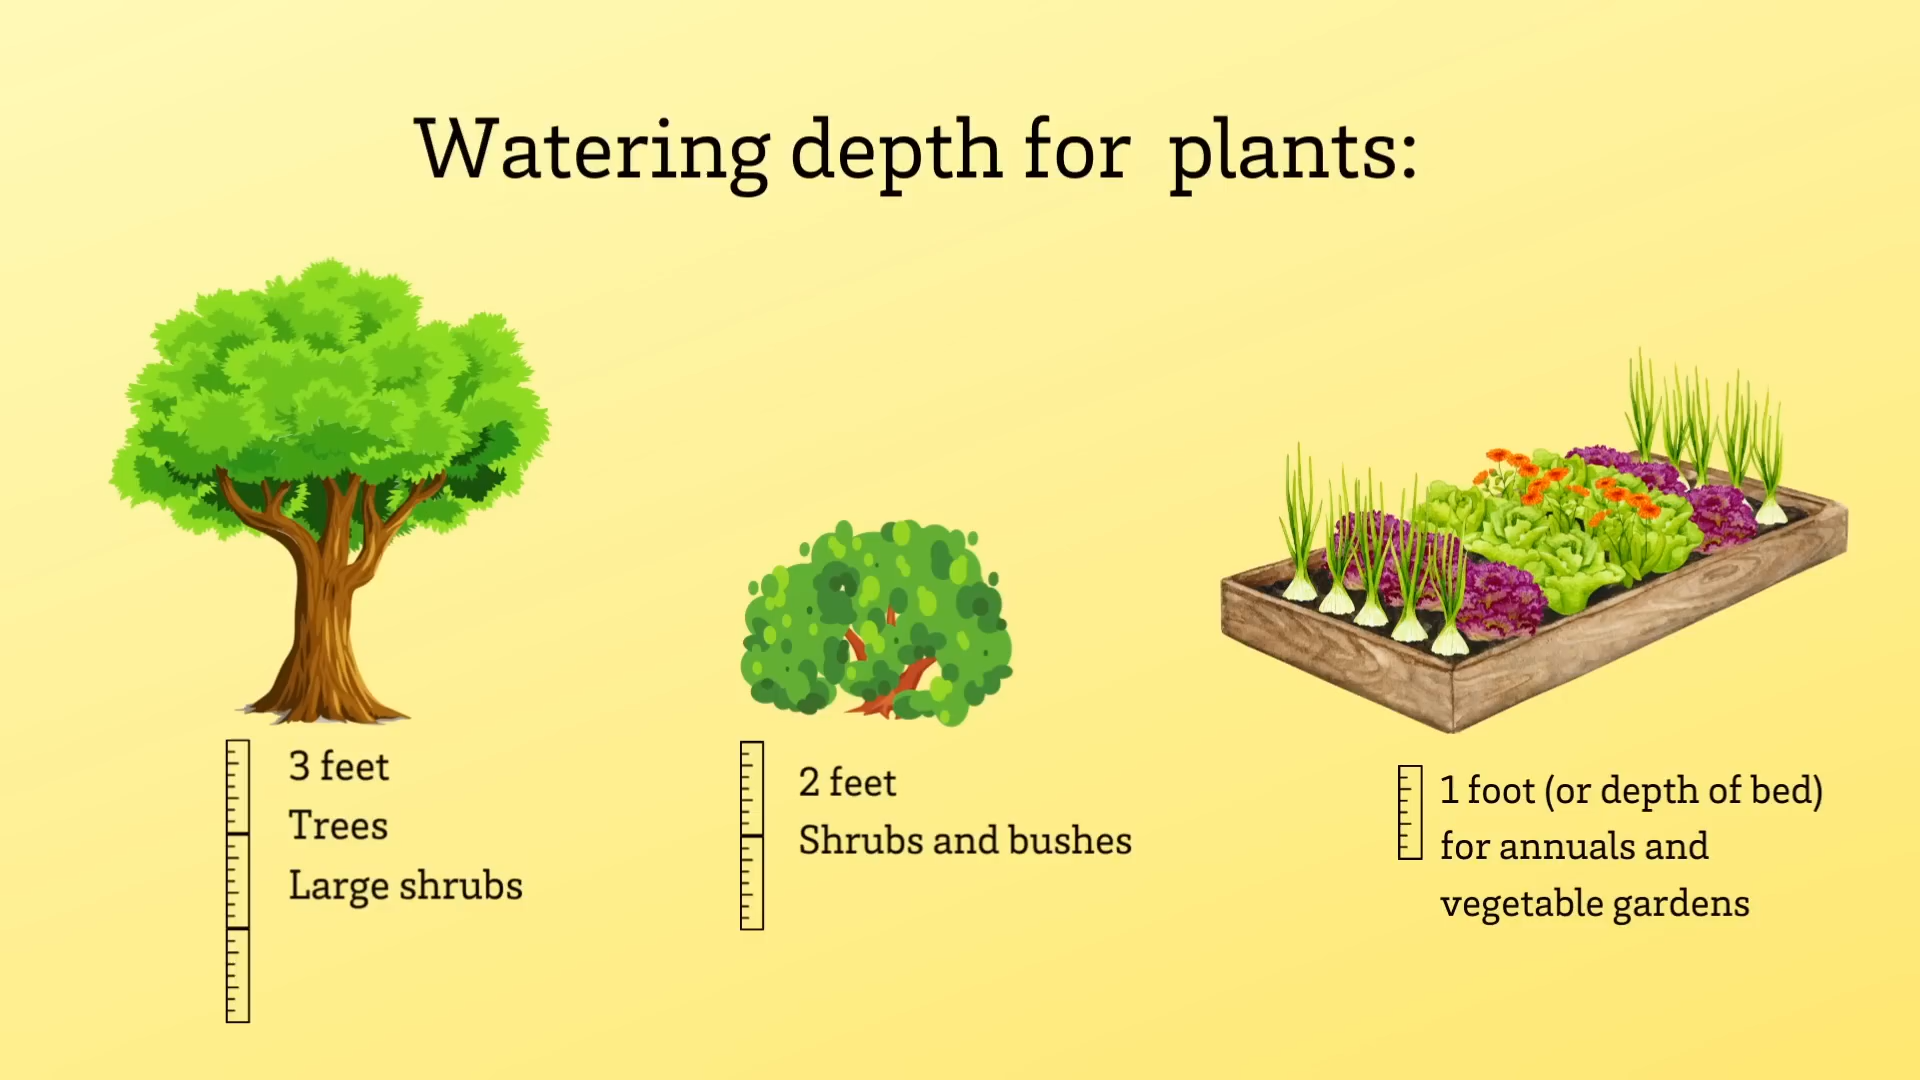 Watering depth for  plants:
3 feet
Trees
Large shrubs
2 feet
Shrubs and bushes
1 foot (or depth of bed)
for annuals and
vegetable gardens